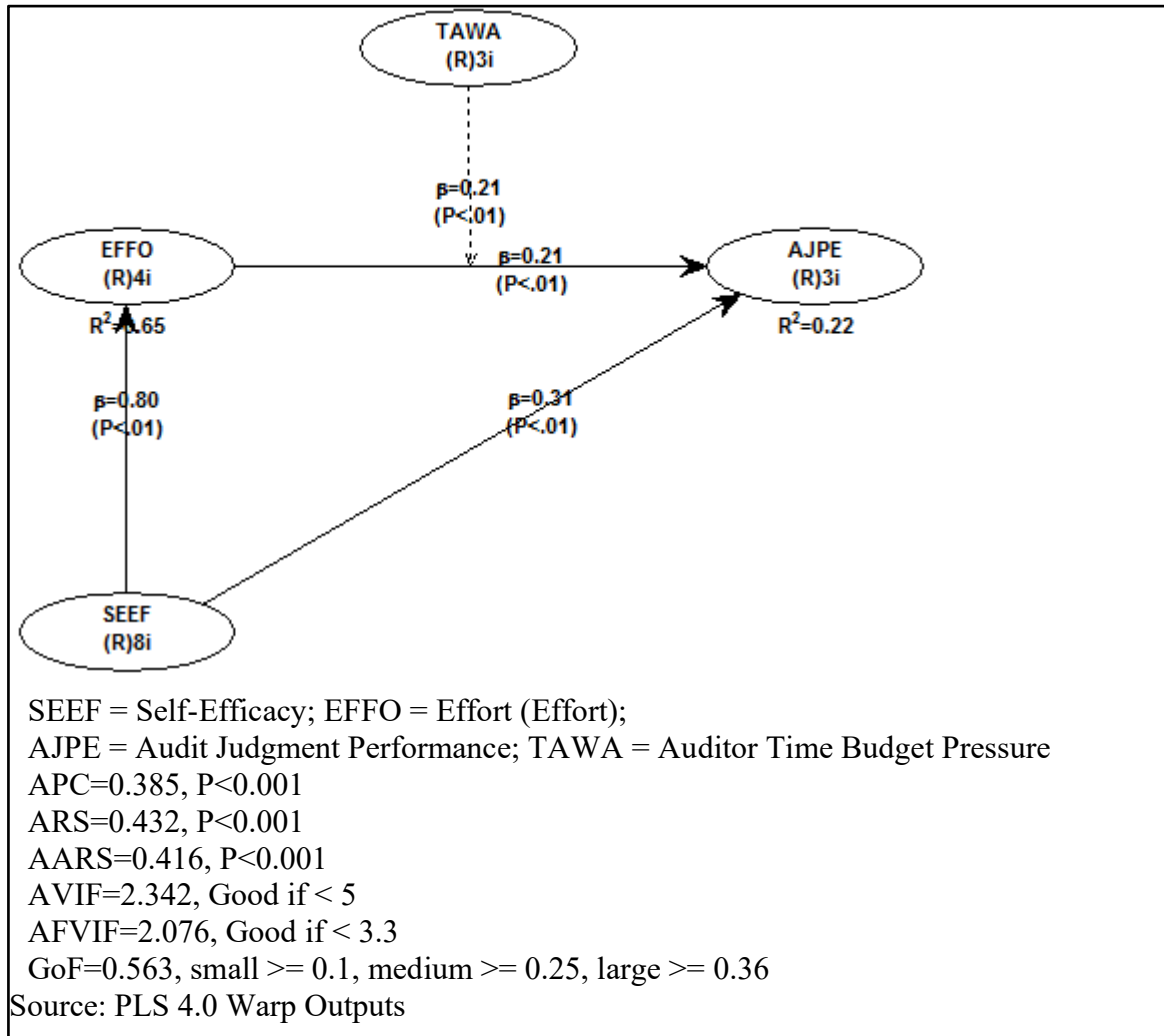 TAWA
(R)3i
β=0.21
(P<.01)
EFFO
(R)4i
β=0.21
(P<.01)
AJPE
(R)3i
R²=0.65
R²=0.22
β=0.80
(P<.01)
β=0.31
(P<.01)
SEEF
(R)8i
SEEF = Self-Efficacy; EFFO = Effort (Effort);
AJPE = Audit Judgment Performance; TAWA = Auditor Time Budget Pressure
APC=0.385, P<0.001
ARS=0.432, P<0.001
AARS=0.416, P<0.001
AVIF=2.342, Good if < 5
AFVIF=2.076, Good if < 3.3
GoF=0.563, small >= 0.1, medium >= 0.25, large >= 0.36
Source: PLS 4.0 Warp Outputs